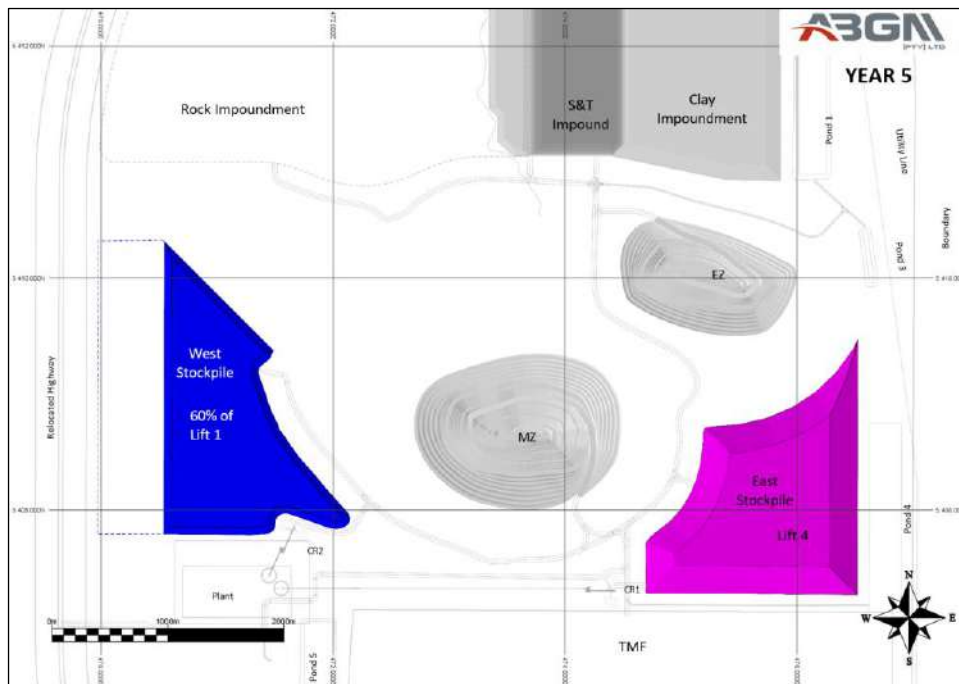 ABGM
(PTY) LTD
YEAR 5
Rock Impoundment
S&T
Impound
Clay
Impoundment
Pond 1
Utility Line
Boundary
Pond 3
EZ
West
Stockpile
60% of
Lift 1
Relocated Highway
MZ
East
Stockpile
Lift 4
Pond 4
CR2
Plant
CR1
0m
1000m
2000m
Pond 5
TMF
N
W
E
S